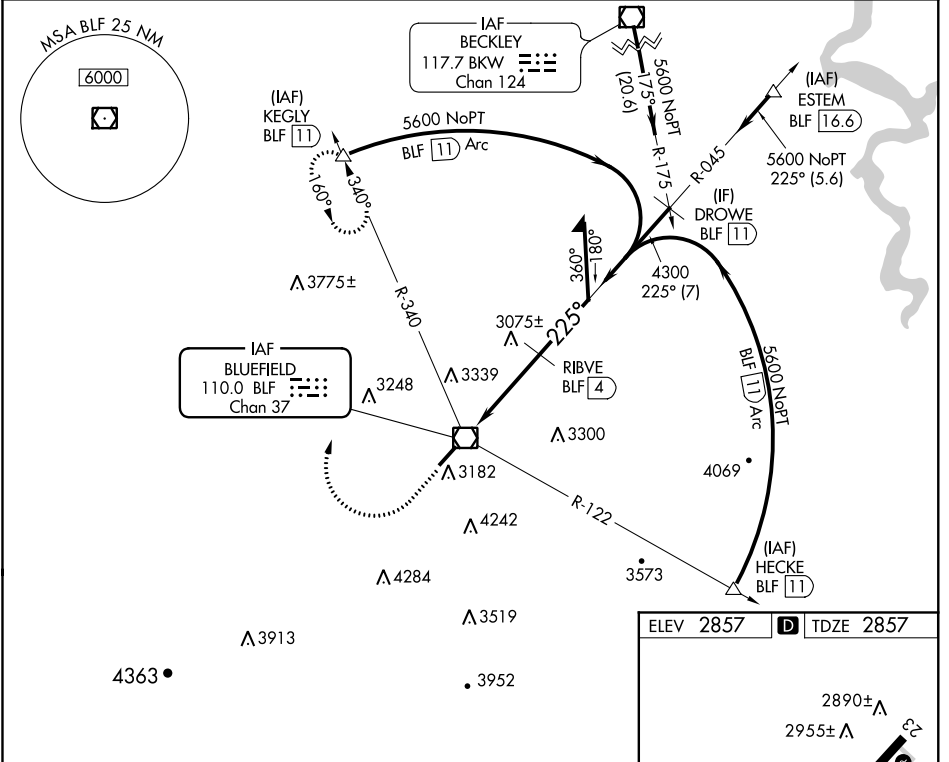 MSA BLF 25 NM
6000
IAF
BECKLEY
117.7 BKW
Chan 124
5600 NoPT
175°
(20.6)
R-175
(IAF)
ESTEM
BLF 16.6
5600 NoPT
225° (5.6)
R-045
(IAF)
KEGLY
BLF 11
5600 NoPT
BLF 11 Arc
340°
160°
(IF)
DROWE
BLF 11
4300
225° (7)
360°
180°
3775±
R-340
3075±
225°
RIBVE
BLF 4
5600 NoPT
BLF 11 Arc
IAF
BLUEFIELD
110.0 BLF
Chan 37
3248
3339
3300
4069
3182
R-122
4242
4284
3573
(IAF)
HECKE
BLF 11
3519
3913
4363
3952
ELEV 2857 D TDZE 2857
2890±
2955±
23